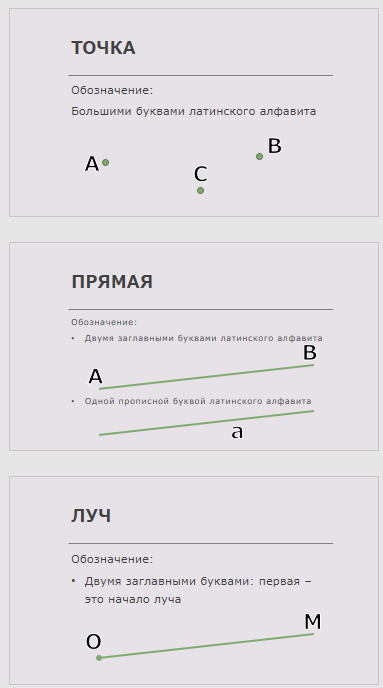 ТОЧКА
Обозначение:
Большими буквами латинского алфавита
A
C
B
ПРЯМАЯ
Обозначение:
• Двумя заглавными буквами латинского алфавита
A
B
• Одной прописной буквой латинского алфавита
a
ЛУЧ
Обозначение:
• Двумя заглавными буквами: первая –
это начало луча
O
M